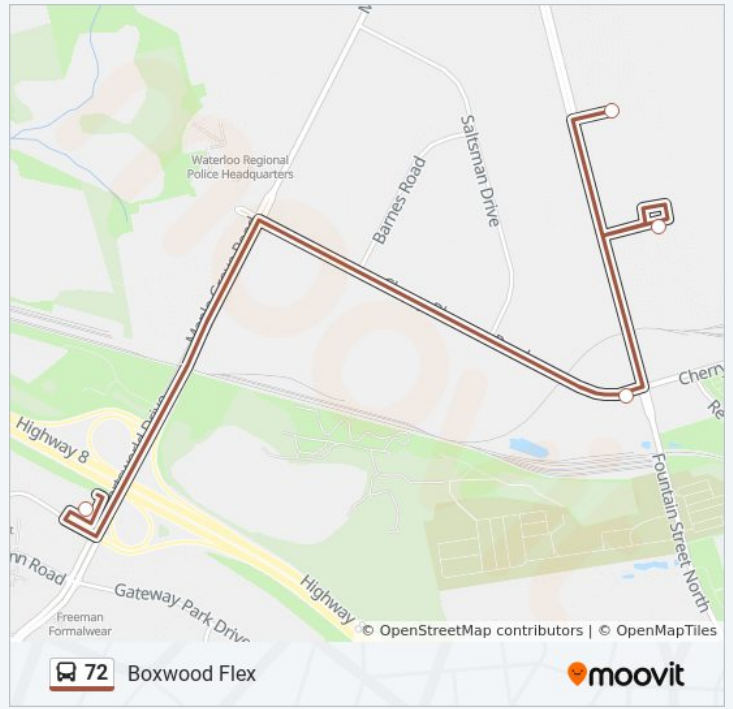 Waterloo Regional
Police Headquarters
Saltsman Drive
Barnes Road
Cherry
Highway 8
Fountain Street North
Highway
Road
Gateway Park Drive
Freeman
Formalwear
© OpenStreetMap contributors | © OpenMapTiles
72 Boxwood Flex
moovit